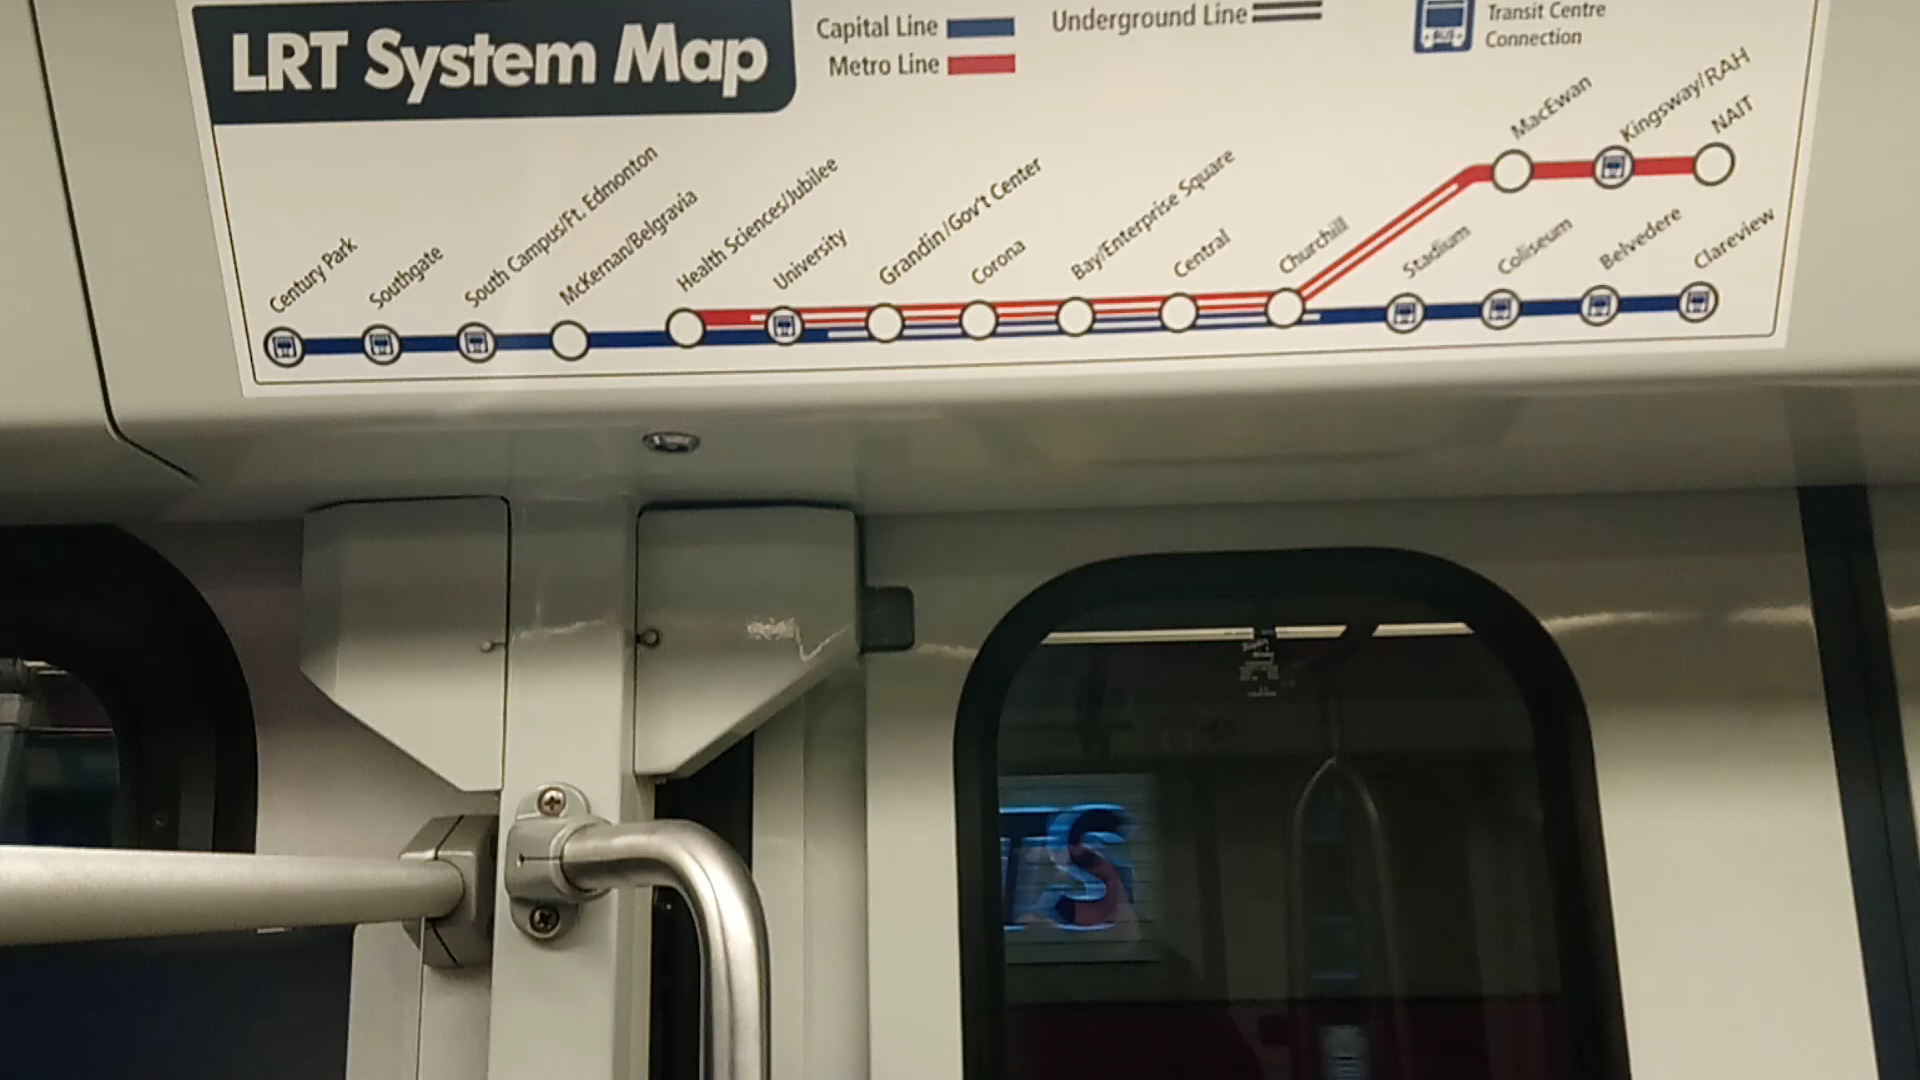 LRT System Map
Capital Line
Metro Line
Underground Line
Transit Centre
Connection
BUS
Century Park
Southgate
South Campus/Ft. Edmonton
McKernan/Belgravia
Health Sciences/Jubilee
University
Grandin/Gov't Center
Corona
Bay/Enterprise Square
Central
Churchill
MacEwan
Kingsway/RAH
NAIT
Stadium
Coliseum
Belvedere
Clareview